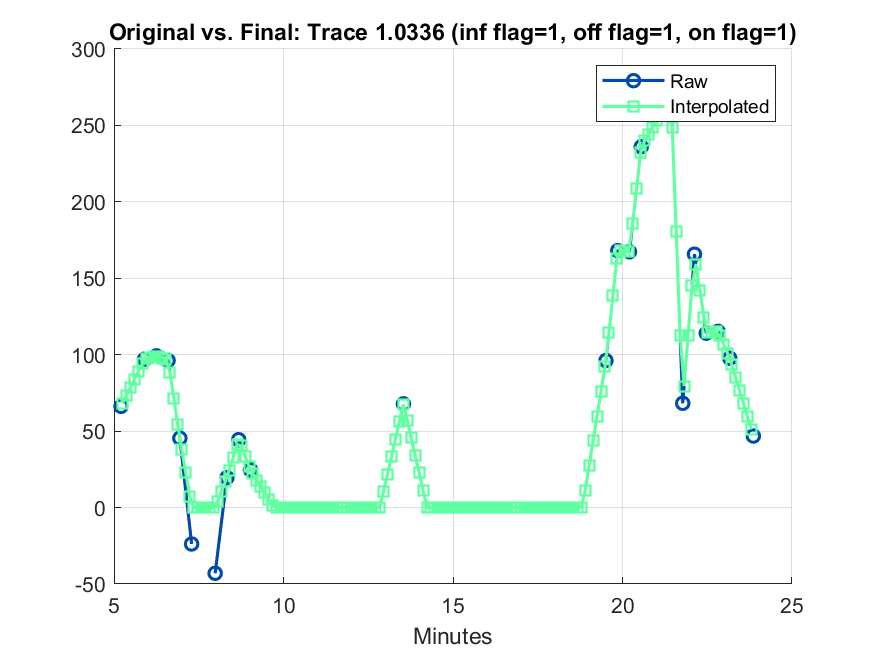 Original vs. Final: Trace 1.0336 (inf flag=1, off flag=1, on flag=1)
300
250
200
150
100
50
0
-50
Raw
Interpolated
5 10 15 20 25
Minutes